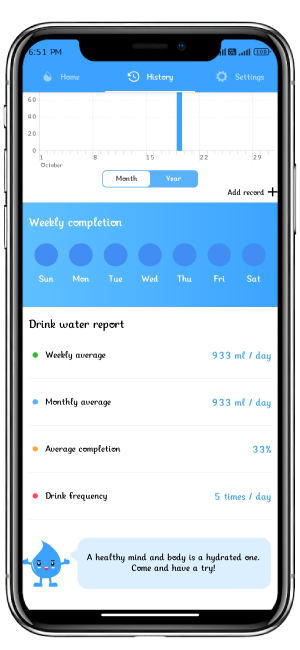 6:51 PM
Home History Settings
60
40
20
0
1 8 15 22 29
October
Month Year
Add record +
Weekly completion
Sun Mon Tue Wed Thu Fri Sat
Drink water report
Weekly average 933 ml / day
Monthly average 933 ml / day
Average completion 33%
Drink frequency 5 times / day
A healthy mind and body is a hydrated one.
Come and have a try!